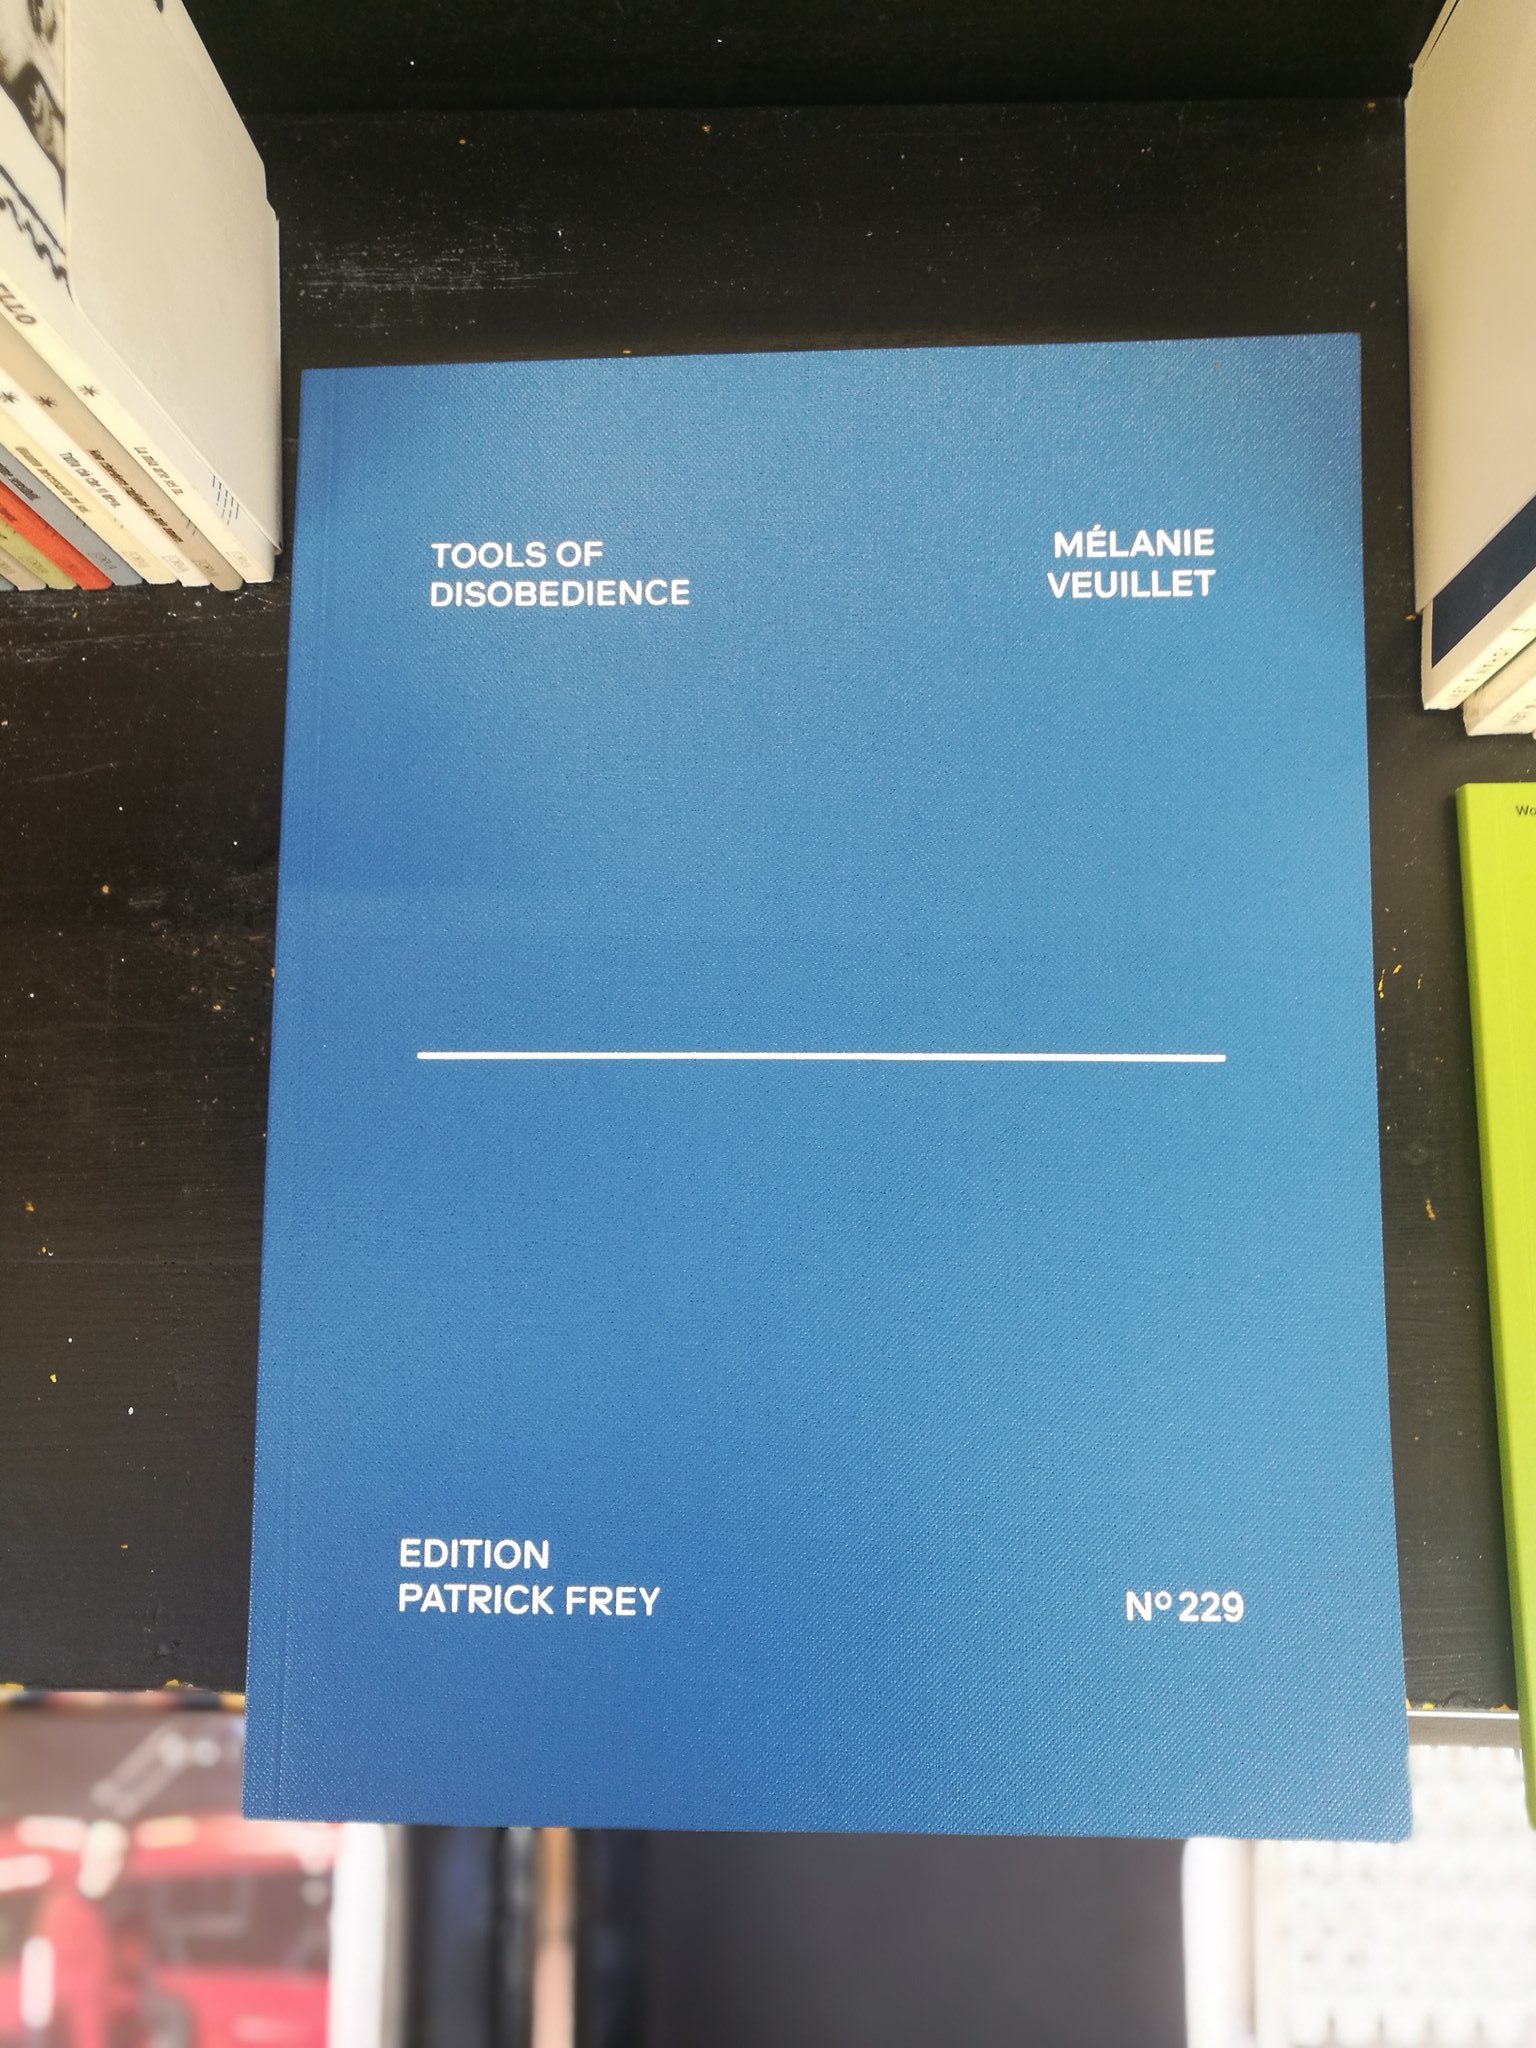 TOOLS OF
DISOBEDIENCE
MÉLANIE
VEUILLET
EDITION
PATRICK FREY
Nº 229